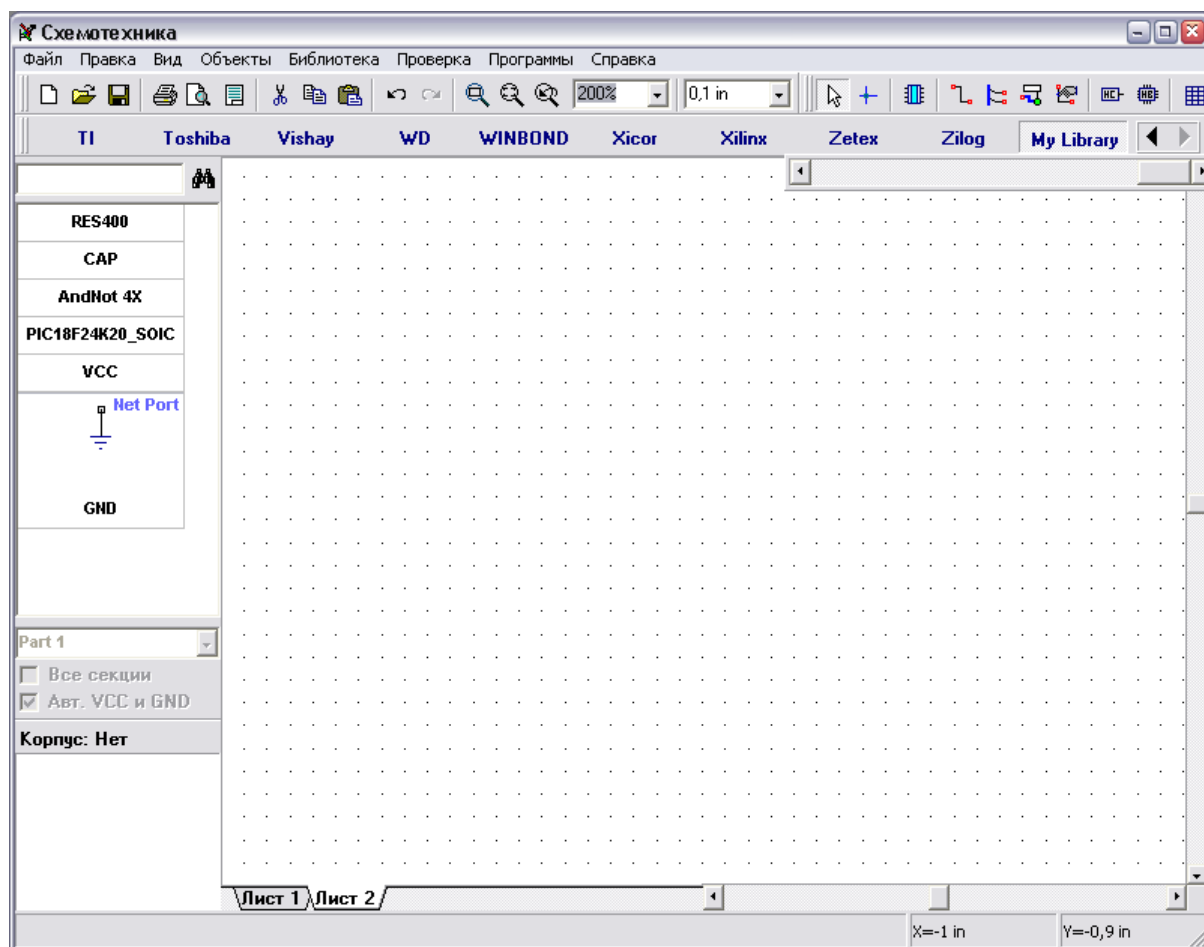 Схемотехника
Файл Правка Вид Объекты Библиотека Проверка Программы Справка
200% 0,1 in
TI Toshiba Vishay WD WINBOND Xicor Xilinx Zetex Zilog My Library
RES400
CAP
AndNot 4X
PIC18F24K20_SOIC
VCC
Net Port
GND
Part 1
Все секции
Авт. VCC и GND
Корпус: Нет
Лист 1 Лист 2
X=-1 in Y=-0,9 in